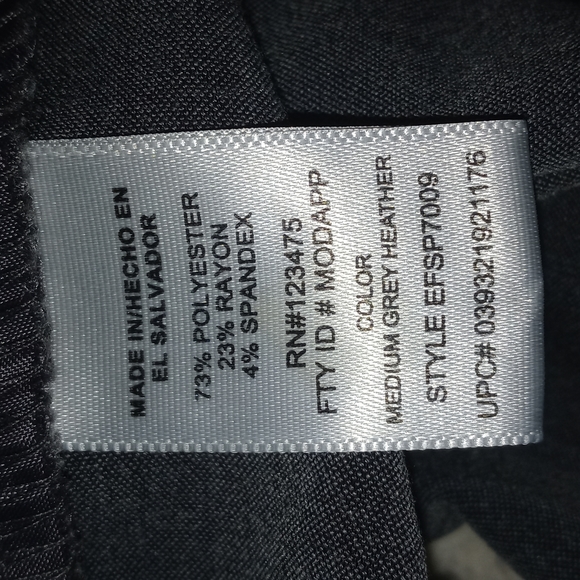 MADE IN/HECHO EN
EL SALVADOR
73% POLYESTER
23% RAYON
4% SPANDEX
RN#123475
FTY ID # MODAPP
COLOR
MEDIUM GREY HEATHER
STYLE EFSP7009
UPC# 039321921176